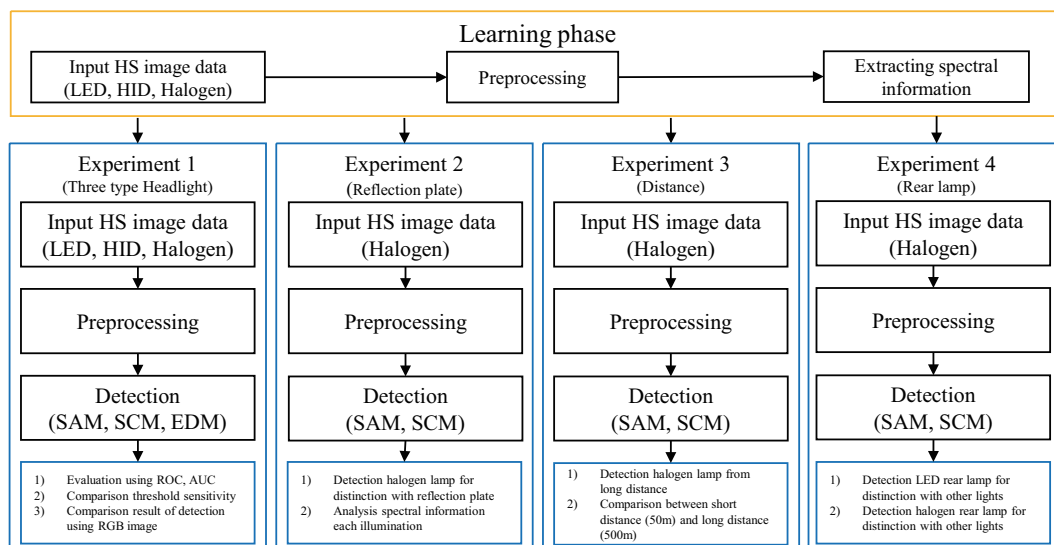 Learning phase
Input HS image data
(LED, HID, Halogen)
Preprocessing
Extracting spectral
information
Experiment 1
(Three type Headlight)
Input HS image data
(LED, HID, Halogen)
Preprocessing
Detection
(SAM, SCM, EDM)
1) Evaluation using ROC, AUC
2) Comparison threshold sensitivity
3) Comparison result of detection
using RGB image
Experiment 2
(Reflection plate)
Input HS image data
(Halogen)
Preprocessing
Detection
(SAM, SCM)
1) Detection halogen lamp for
distinction with reflection plate
2) Analysis spectral information
each illumination
Experiment 3
(Distance)
Input HS image data
(Halogen)
Preprocessing
Detection
(SAM, SCM)
1) Detection halogen lamp from
long distance
2) Comparison between short
distance (50m) and long distance
(500m)
Experiment 4
(Rear lamp)
Input HS image data
(Halogen)
Preprocessing
Detection
(SAM, SCM)
1) Detection LED rear lamp for
distinction with other lights
2) Detection halogen rear lamp for
distinction with other lights